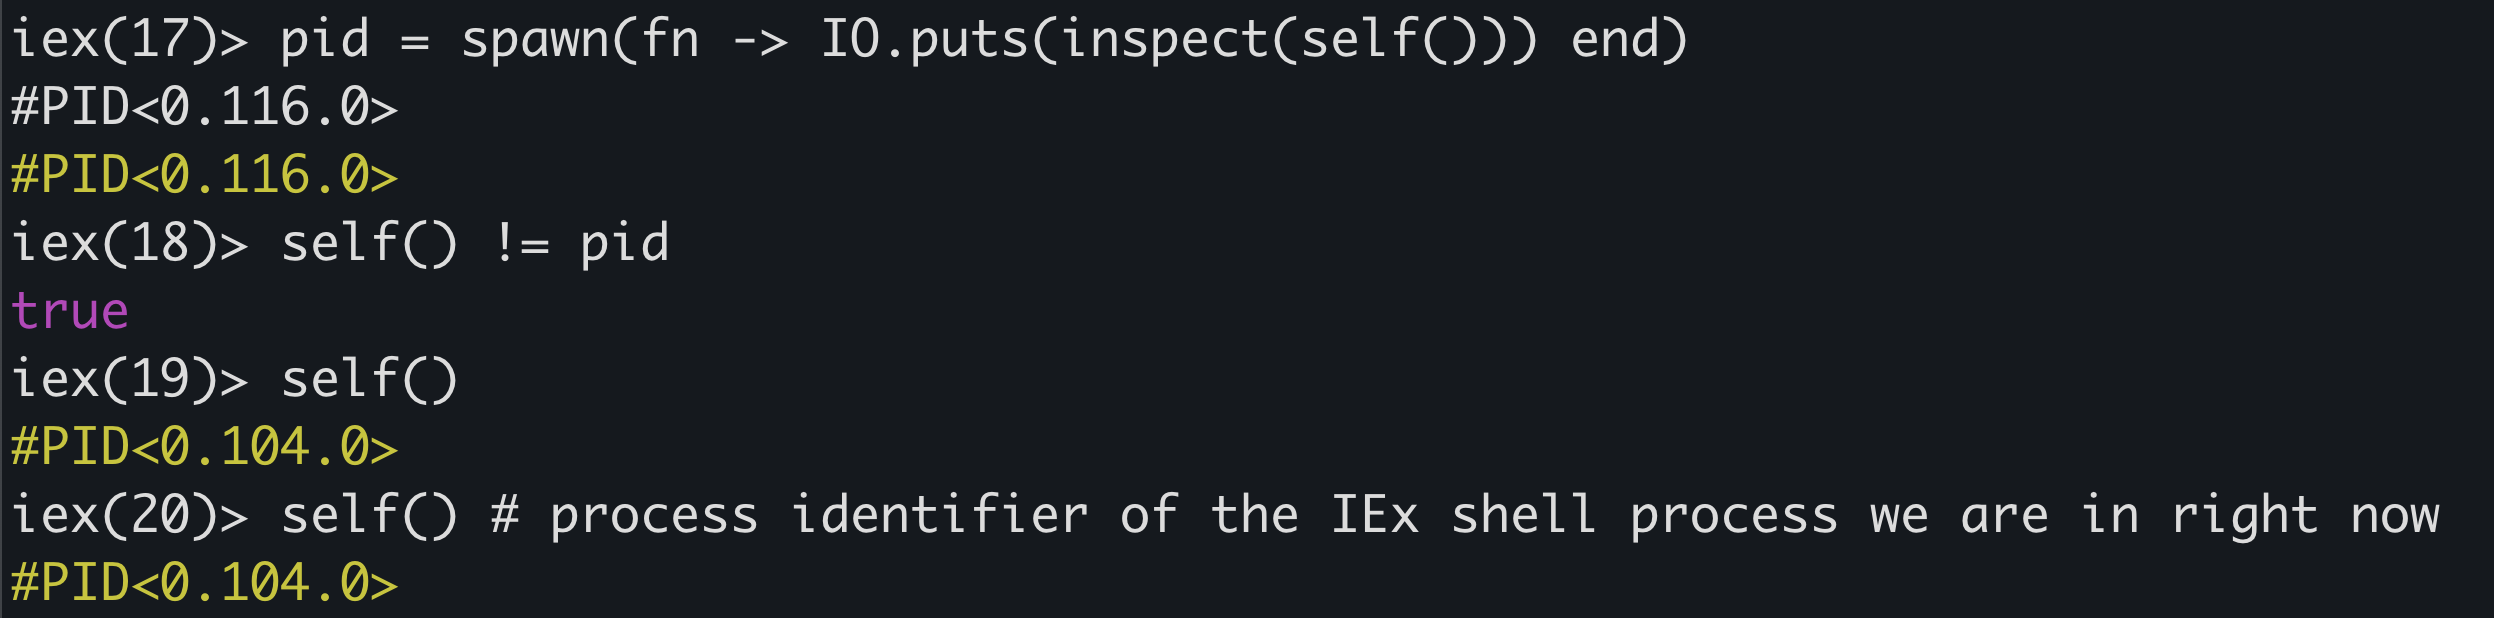 iex(17)> pid = spawn(fn -> IO.puts(inspect(self())) end)
#PID<0.116.0>
#PID<0.116.0>
iex(18)> self() != pid
true
iex(19)> self()
#PID<0.104.0>
iex(20)> self() # process identifier of the IEx shell process we are in right now
#PID<0.104.0>